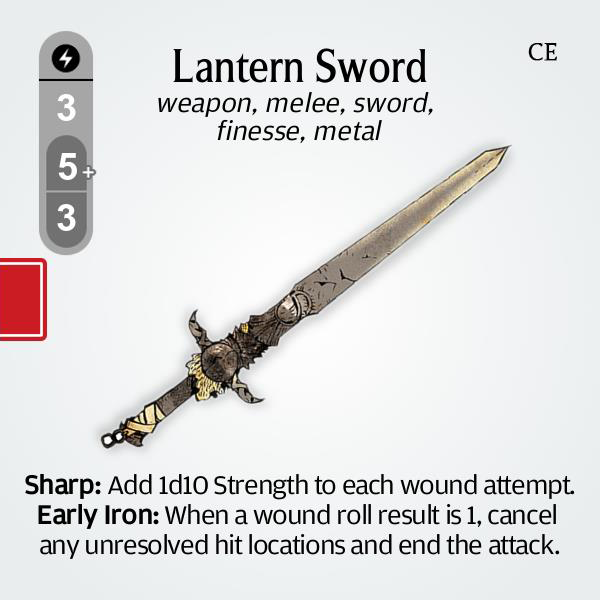 Lantern Sword
CE
weapon, melee, sword,
finesse, metal
3
5+
3
Sharp: Add 1d10 Strength to each wound attempt.
Early Iron: When a wound roll result is 1, cancel
any unresolved hit locations and end the attack.